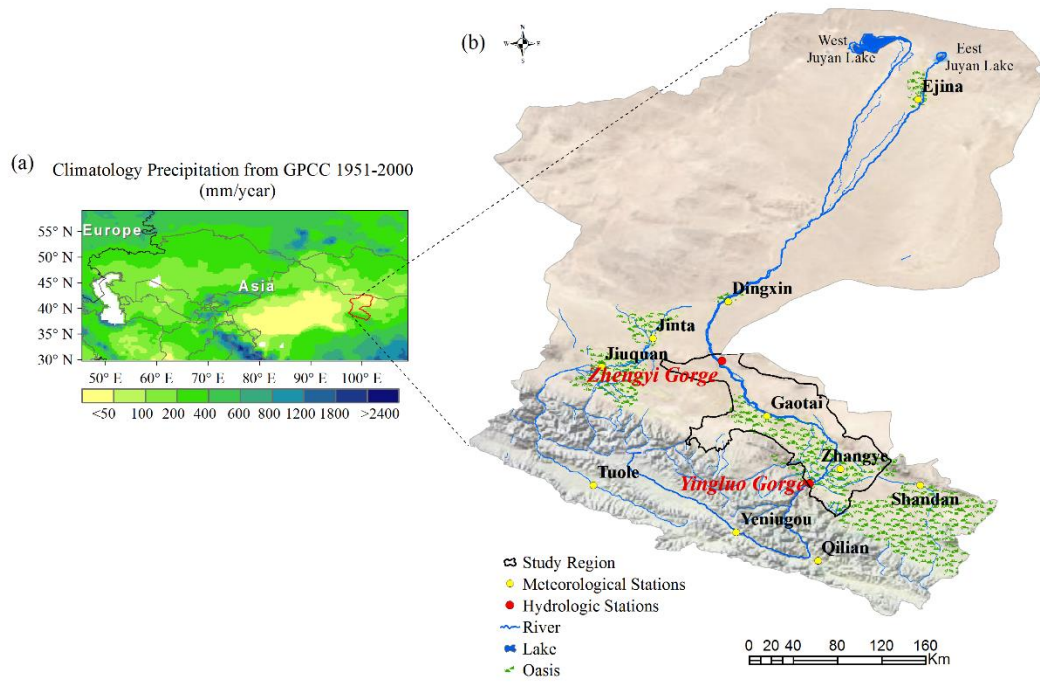 (a)
Climatology Precipitation from GPCC 1951-2000
(mm/year)
Europe
Asia
55° N
50° N
45° N
40° N
35° N
30° N
50° E 60° E 70° E 80° E 90° E 100° E
<50 100 200 400 600 800 1200 1800 >2400
(b)
N
W E
S
West
Juyan Lake
Eest
Juyan Lake
Ejina
Dingxin
Jinta
Jiuquan
Zhengyi Gorge
Gaotai
Zhangye
Yingluo Gorge
Shandan
Tuole
Yeniugou
Qilian
Study Region
Meteorological Stations
Hydrologic Stations
River
Lake
Oasis
0 20 40 80 120 160
Km